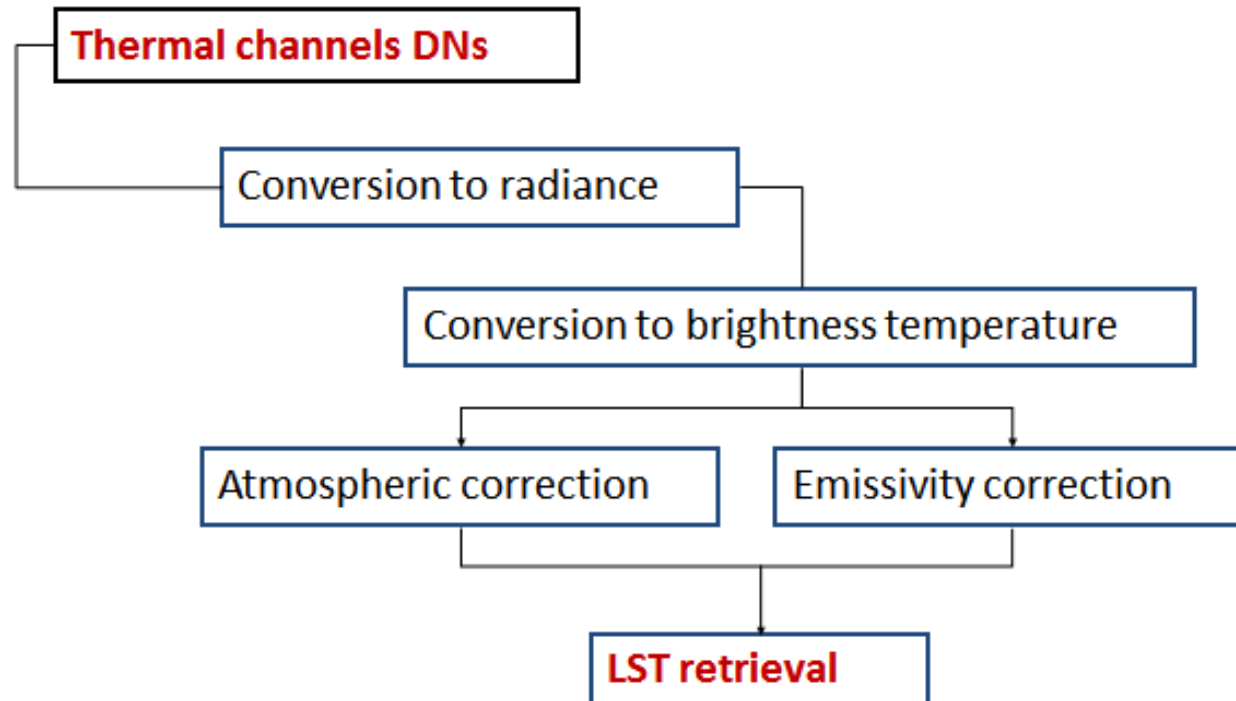 Thermal channels DNs
Conversion to radiance
Conversion to brightness temperature
Atmospheric correction
Emissivity correction
LST retrieval